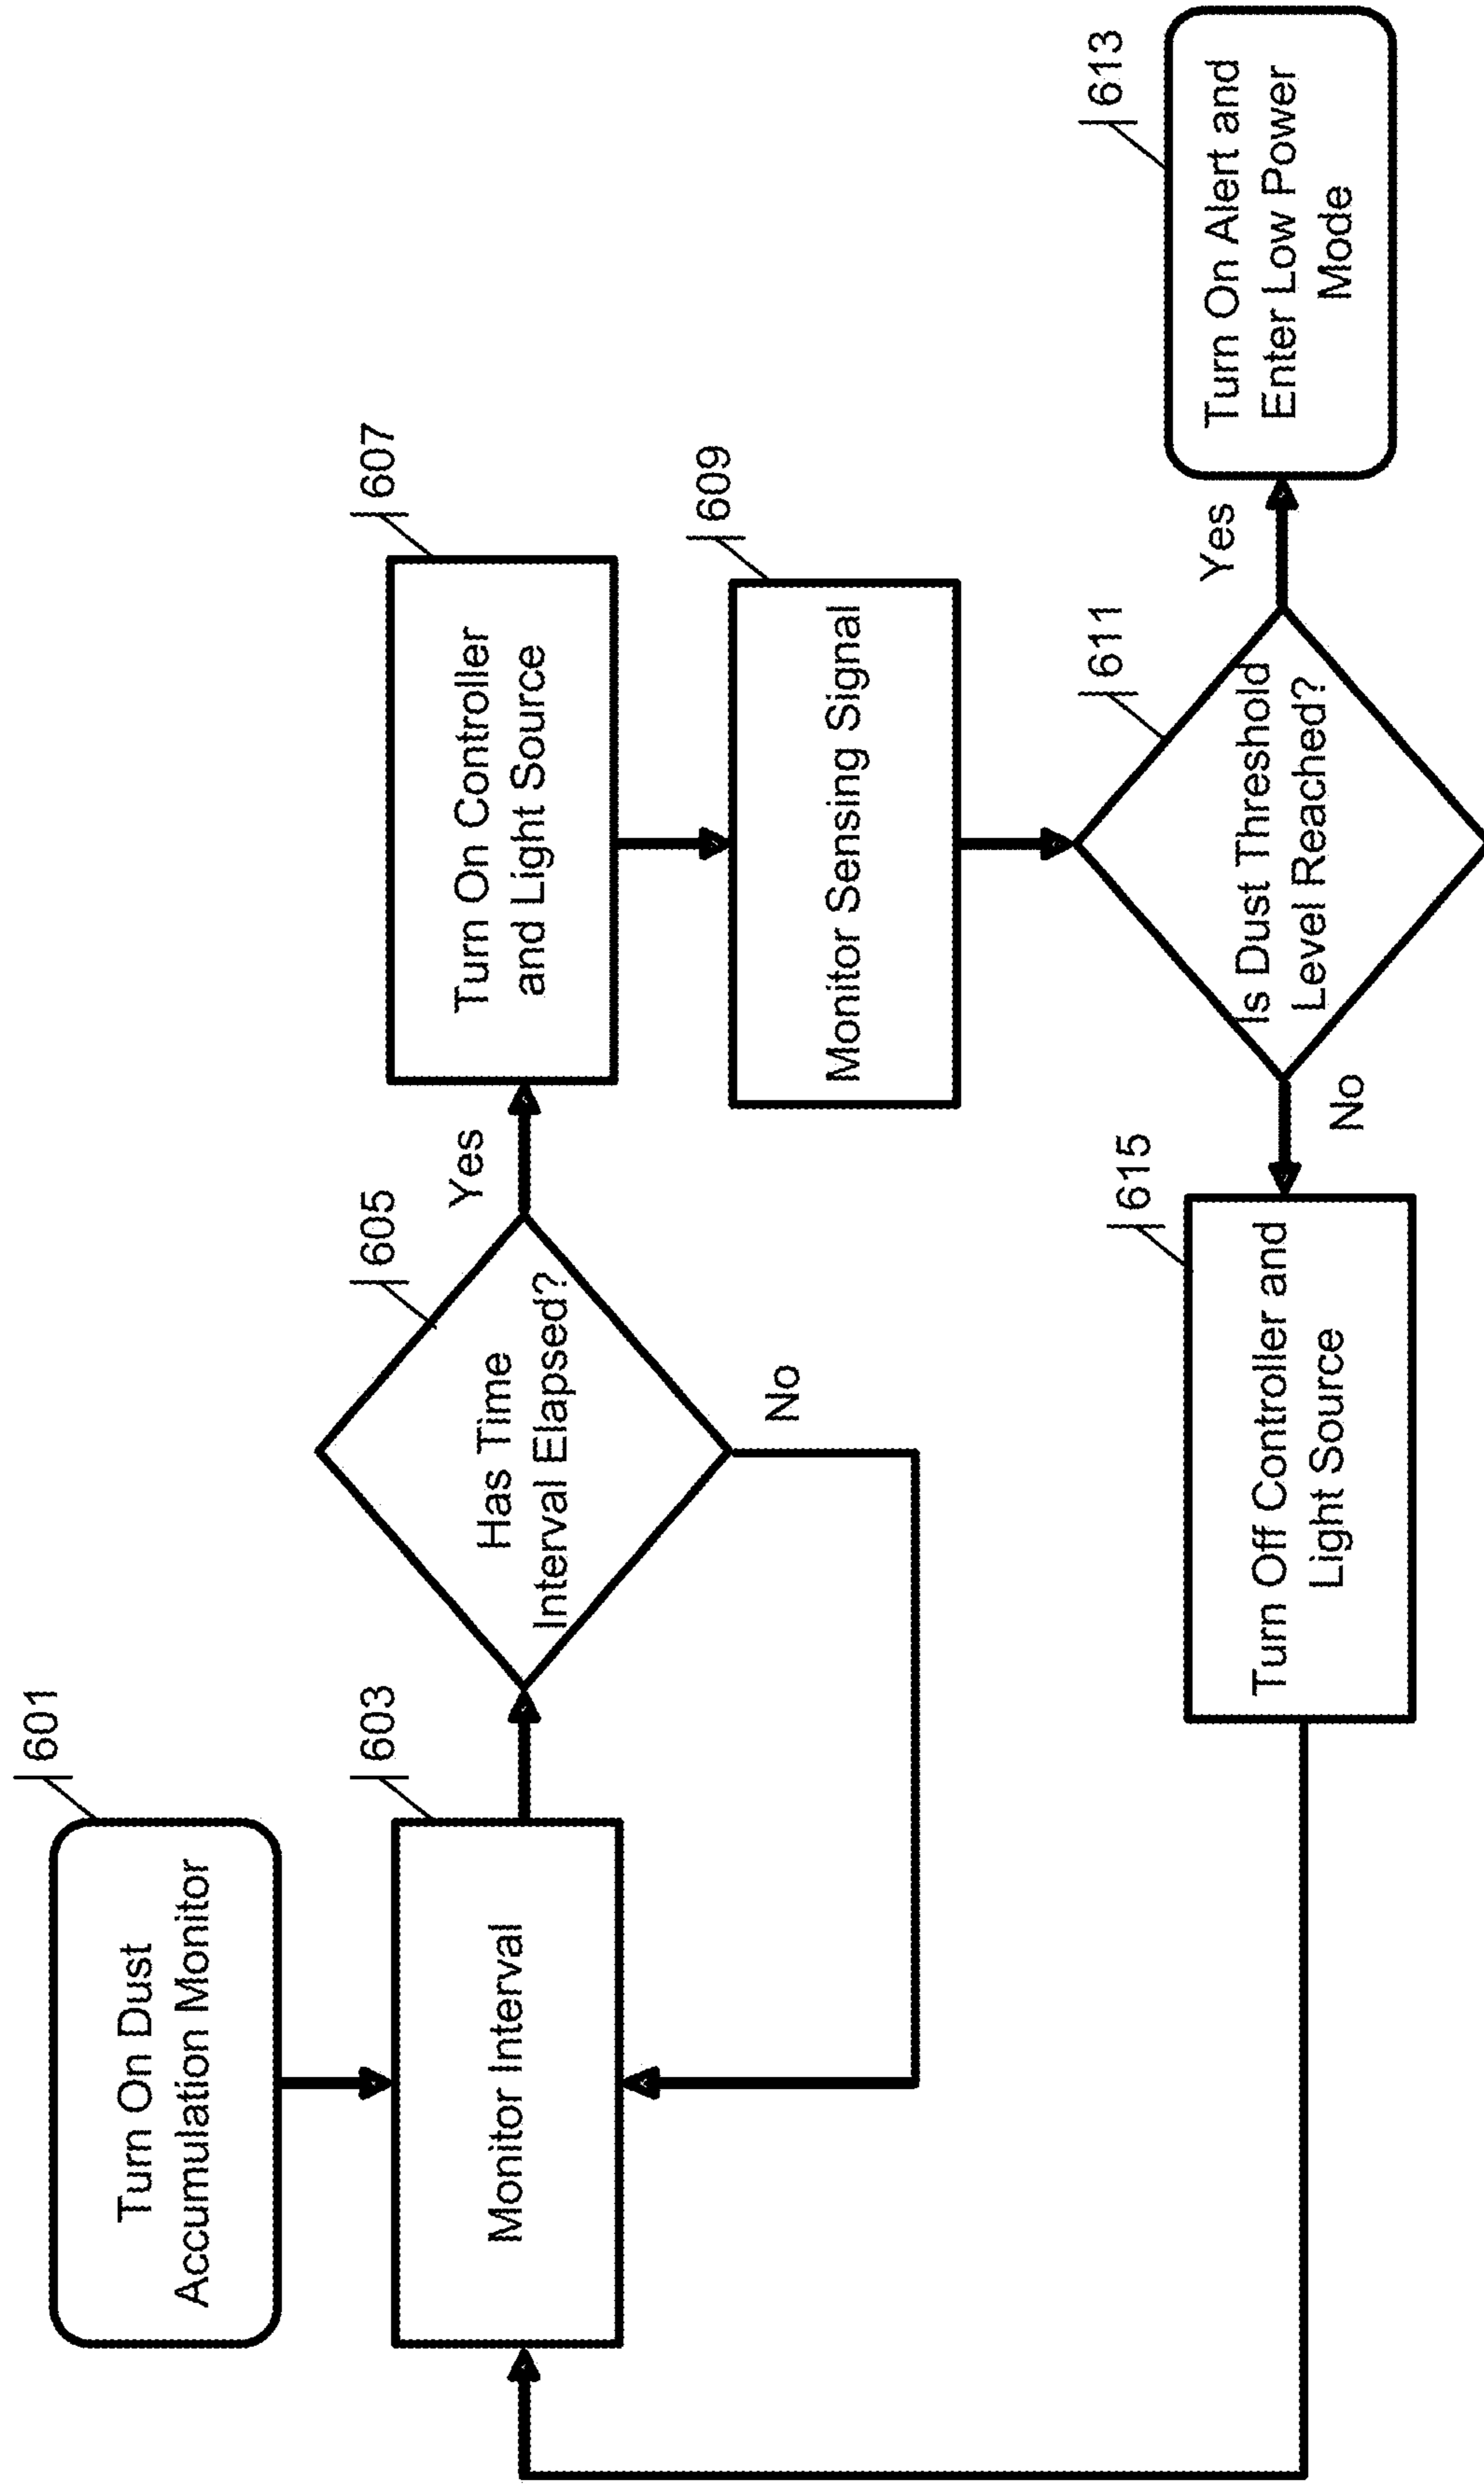 601
Turn On Dust
Accumulation Monitor
603
Monitor Interval
605
Has Time
Interval Elapsed?
Yes
No
607
Turn On Controller
and Light Source
609
Monitor Sensing Signal
611
Is Dust Threshold
Level Reached?
Yes
No
613
Turn On Alert and
Enter Low Power
Mode
615
Turn Off Controller and
Light Source